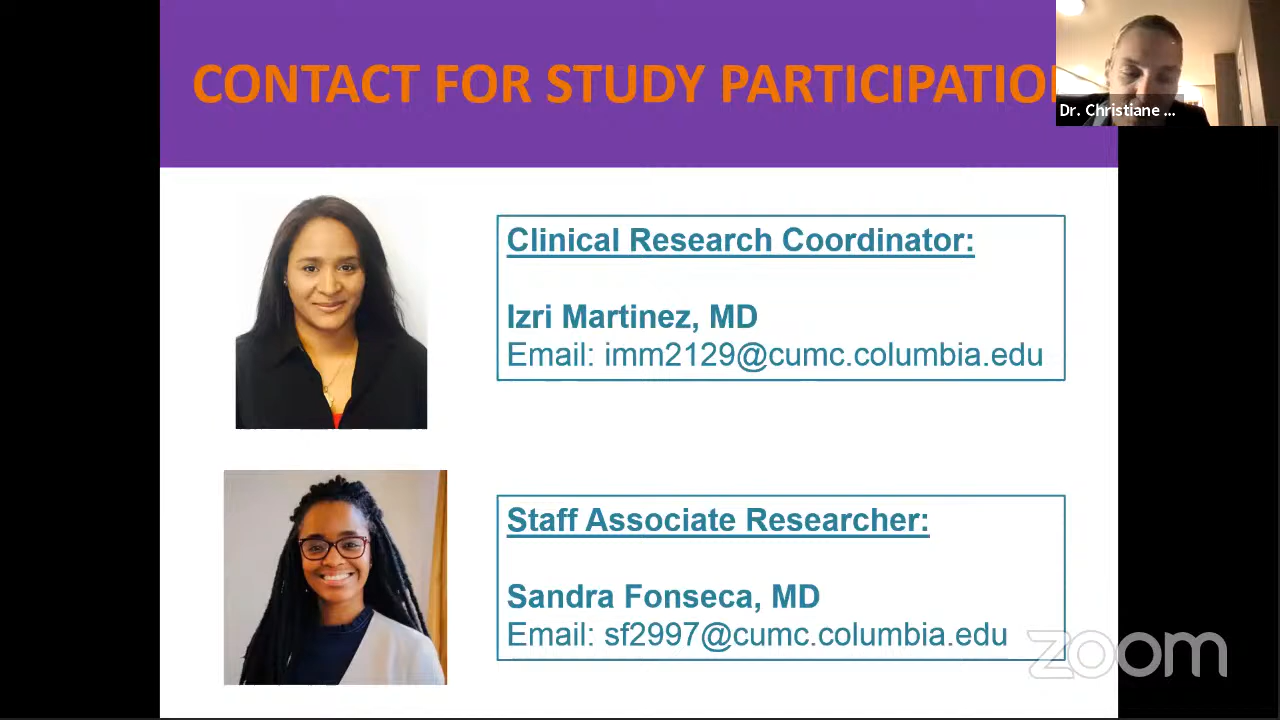 CONTACT FOR STUDY PARTICIPATION
Dr. Christiane ...
Clinical Research Coordinator:
Izri Martinez, MD
Email: imm2129@cumc.columbia.edu
Staff Associate Researcher:
Sandra Fonseca, MD
Email: sf2997@cumc.columbia.edu
zoom